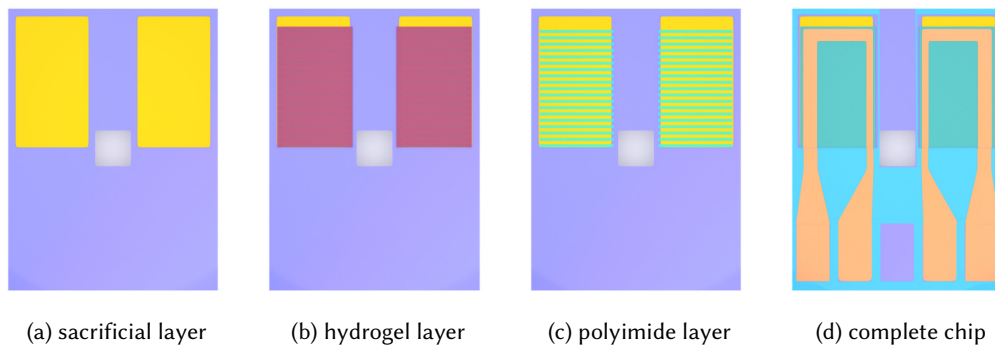 (a) sacrificial layer
(b) hydrogel layer
(c) polyimide layer
(d) complete chip